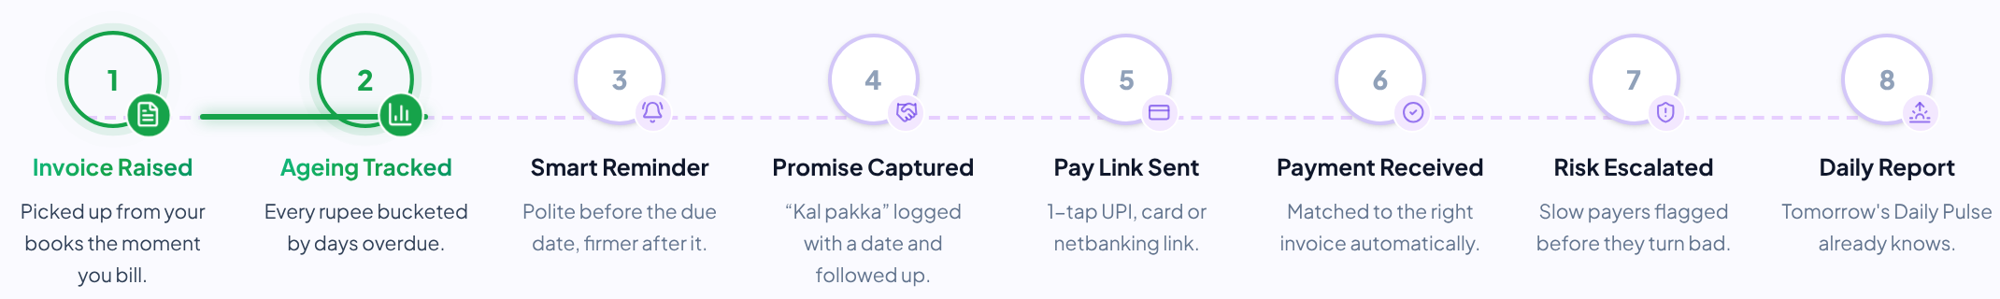 1
Invoice Raised
Picked up from your
books the moment
you bill.
2
Ageing Tracked
Every rupee bucketed
by days overdue.
3
Smart Reminder
Polite before the due
date, firmer after it.
4
Promise Captured
“Kal pakka” logged
with a date and
followed up.
5
Pay Link Sent
1-tap UPI, card or
netbanking link.
6
Payment Received
Matched to the right
invoice automatically.
7
Risk Escalated
Slow payers flagged
before they turn bad.
8
Daily Report
Tomorrow's Daily Pulse
already knows.